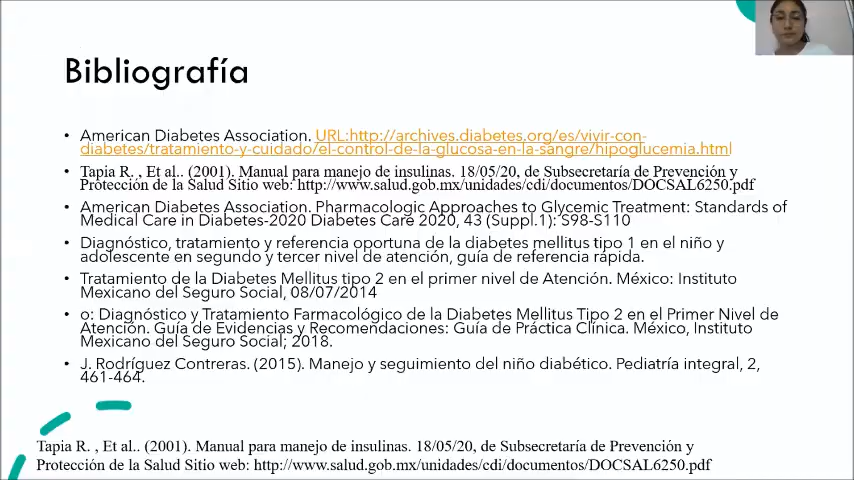 Bibliografía
• American Diabetes Association. URL:http://archives.diabetes.org/es/vivir-con-
diabetes/tratamiento-y-cuidado/el-control-de-la-glucosa-en-la-sangre/hipoglucemia.html
• Tapia R. , Et al.. (2001). Manual para manejo de insulinas. 18/05/20, de Subsecretaría de Prevención y
Protección de la Salud Sitio web: http://www.salud.gob.mx/unidades/cdi/documentos/DOCSAL6250.pdf
• American Diabetes Association. Pharmacologic Approaches to Glycemic Treatment: Standards of
Medical Care in Diabetes-2020 Diabetes Care 2020, 43 (Suppl.1): S98-S110
• Diagnóstico, tratamiento y referencia oportuna de la diabetes mellitus tipo 1 en el niño y
adolescente en segundo y tercer nivel de atención, guía de referencia rápida.
• Tratamiento de la Diabetes Mellitus tipo 2 en el primer nivel de Atención. México: Instituto
Mexicano del Seguro Social, 08/07/2014
• o: Diagnóstico y Tratamiento Farmacológico de la Diabetes Mellitus Tipo 2 en el Primer Nivel de
Atención. Guía de Evidencias y Recomendaciones: Guía de Práctica Clínica. México, Instituto
Mexicano del Seguro Social; 2018.
• J. Rodríguez Contreras. (2015). Manejo y seguimiento del niño diabético. Pediatría integral, 2,
461-464.
Tapia R. , Et al.. (2001). Manual para manejo de insulinas. 18/05/20, de Subsecretaría de Prevención y
Protección de la Salud Sitio web: http://www.salud.gob.mx/unidades/cdi/documentos/DOCSAL6250.pdf